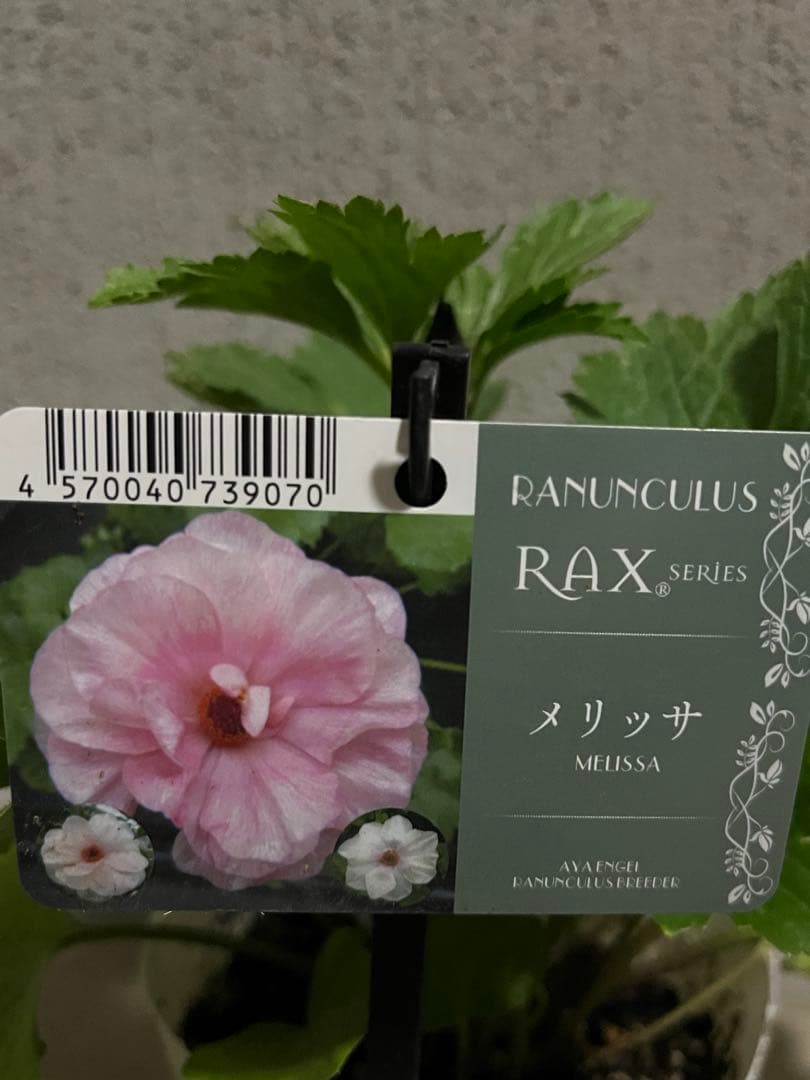 4 570040 739070
RANUNCULUS
RAX® SERIES
メリッサ
MELISSA
AYA ENGEI
RANUNCULUS BREEDER